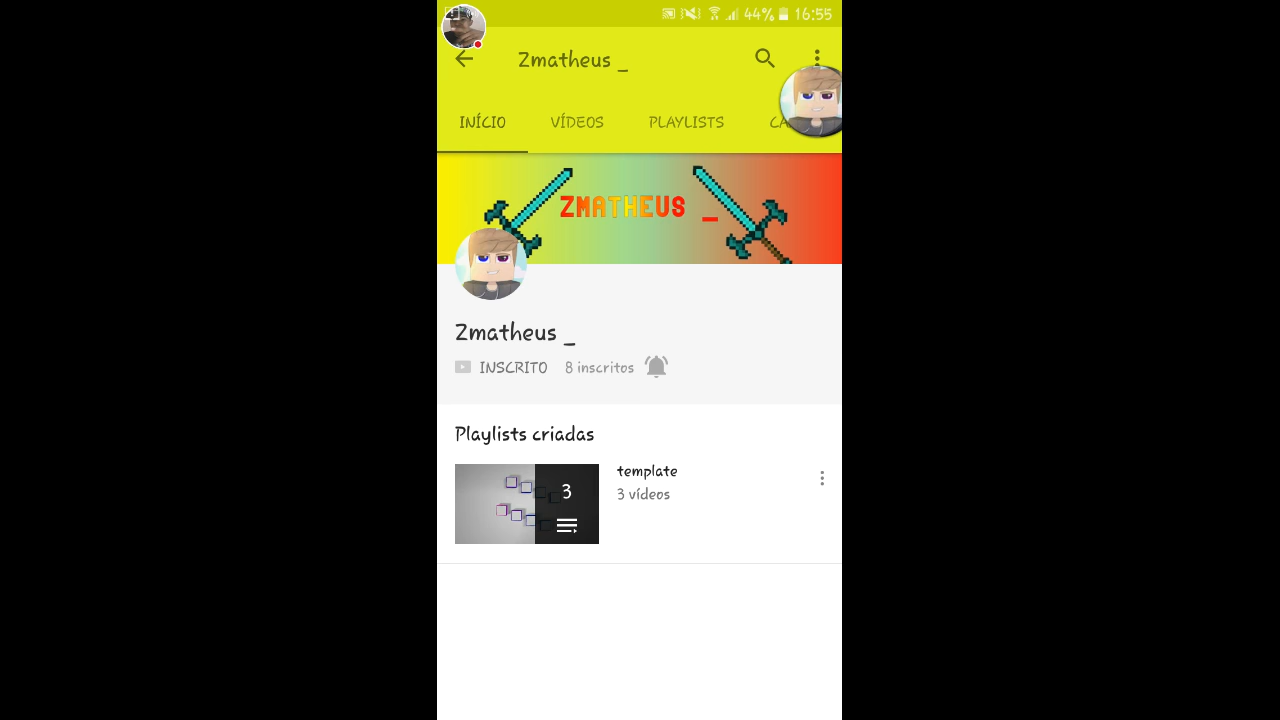 44% 16:55
Zmatheus _
INÍCIO VÍDEOS PLAYLISTS
ZMATHEUS _
Zmatheus _
INSCRITO 8 inscritos
Playlists criadas
template
3
3 vídeos